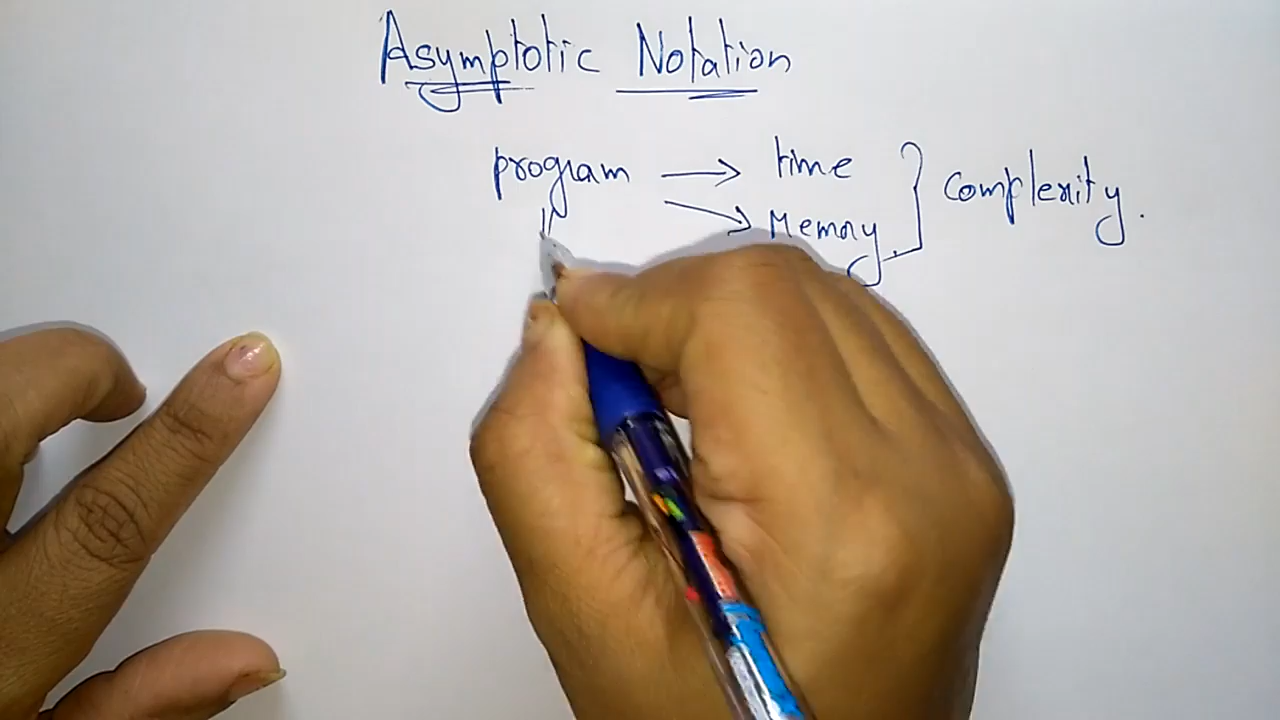 Asymptotic Notation
program → time
→ Memory } Complexity.